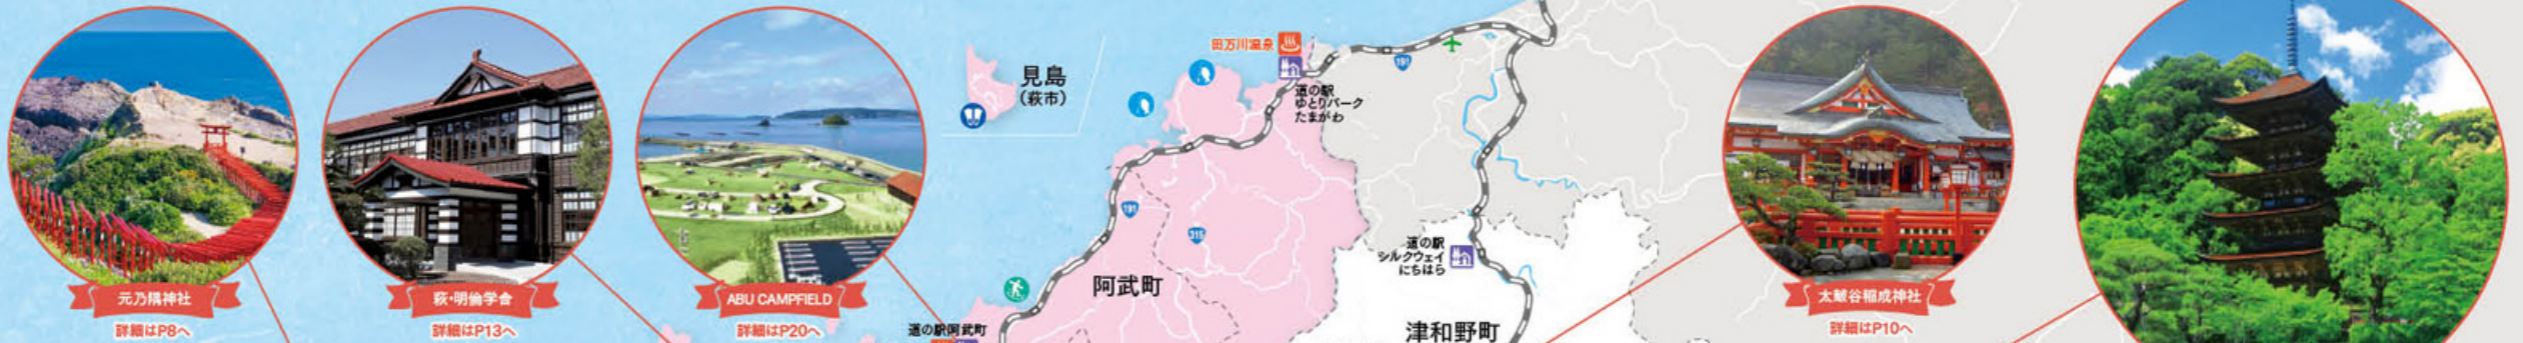 元乃隅神社
詳細はP8へ
萩・明倫学舎
詳細はP13へ
ABU CAMPFIELD
詳細はP20へ
見島
(萩市)
田万川温泉
道の駅
ゆとりパーク
たまがわ
191
191
315
阿武町
道の駅阿武町
道の駅
シルクウェイ
にちはら
津和野町
太皷谷稲成神社
詳細はP10へ